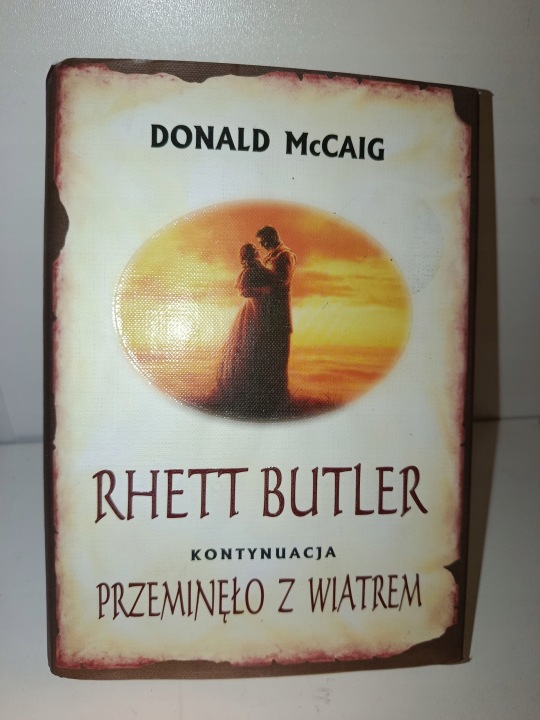 DONALD McCAIG
RHETT BUTLER
KONTYNUACJA
PRZEMINĘŁO Z WIATREM